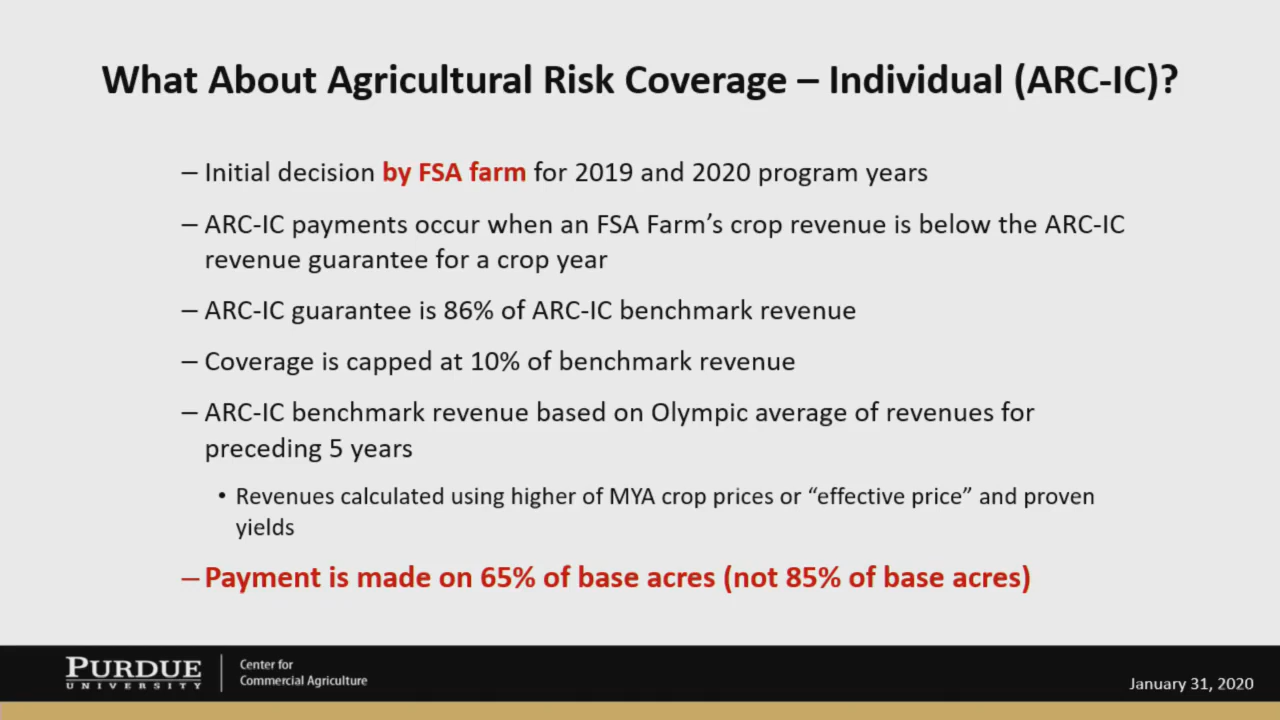 What About Agricultural Risk Coverage – Individual (ARC-IC)?
– Initial decision by FSA farm for 2019 and 2020 program years
– ARC-IC payments occur when an FSA Farm’s crop revenue is below the ARC-IC
revenue guarantee for a crop year
– ARC-IC guarantee is 86% of ARC-IC benchmark revenue
– Coverage is capped at 10% of benchmark revenue
– ARC-IC benchmark revenue based on Olympic average of revenues for
preceding 5 years
• Revenues calculated using higher of MYA crop prices or “effective price” and proven
yields
– Payment is made on 65% of base acres (not 85% of base acres)
PURDUE
UNIVERSITY
Center for
Commercial Agriculture
January 31, 2020